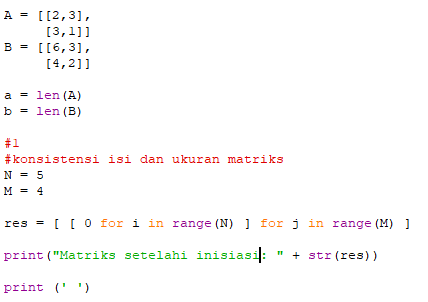 A = [[2,3],
     [3,1]]
B = [[6,3],
     [4,2]]
a = len(A)
b = len(B)
#1
#konsistensi isi dan ukuran matriks
N = 5
M = 4
res = [ [ 0 for i in range(N) ] for j in range(M) ]
print("Matriks setelahi inisiasi: " + str(res))
print (' ')